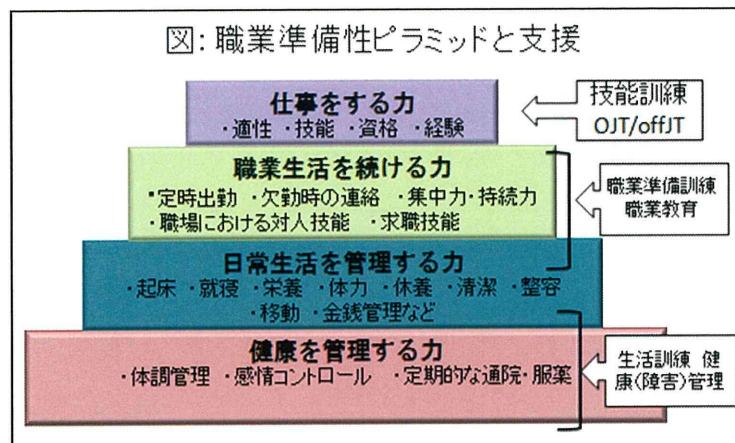 図: 職業準備性ピラミッドと支援
仕事をする力
・適性 ・技能 ・資格 ・経験
技能訓練
OJT/offJT
職業生活を続ける力
・定時出勤 ・欠勤時の連絡 ・集中力・持続力
・職場における対人技能 ・求職技能
職業準備訓練
職業教育
日常生活を管理する力
・起床 ・就寝 ・栄養 ・体力 ・休養 ・清潔 ・整容
・移動 ・金銭管理など
健康を管理する力
・体調管理 ・感情コントロール ・定期的な通院・服薬
生活訓練 健
康(障害)管理